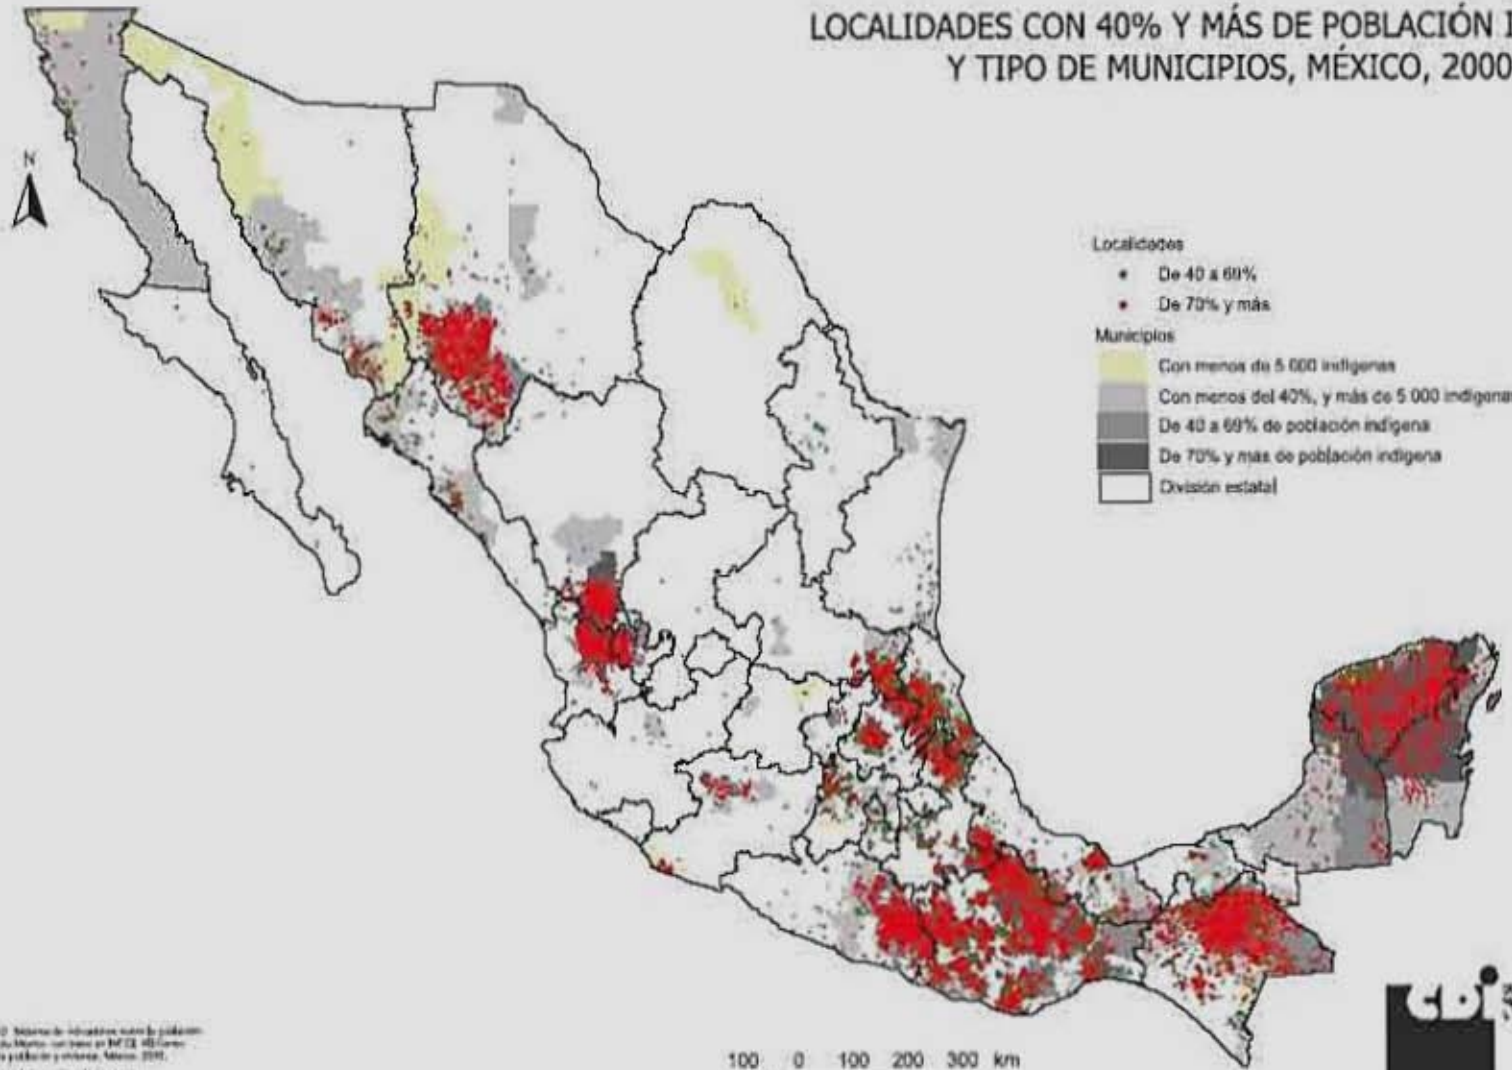 LOCALIDADES CON 40% Y MÁS DE POBLACIÓN I
Y TIPO DE MUNICIPIOS, MÉXICO, 2000
N
Localidades
De 40 a 69%
De 70% y más
Municipios
Con menos de 5 000 indígenas
Con menos del 40%, y más de 5 000 indígenas
De 40 a 69% de población indígena
De 70% y más de población indígena
División estatal
CDI
100 0 100 200 300 km